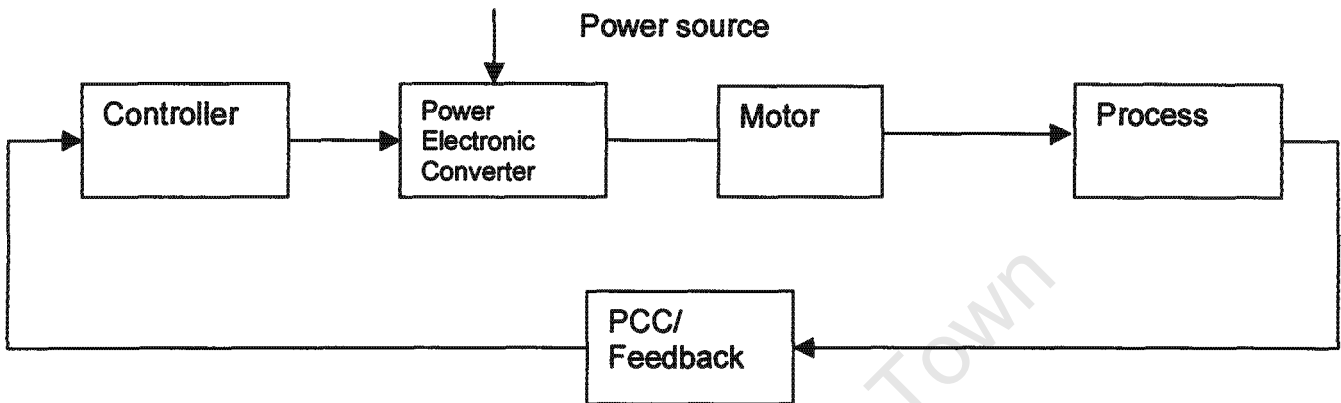 Power source
Controller
Power
Electronic
Converter
Motor
Process
PCC/
Feedback
Town